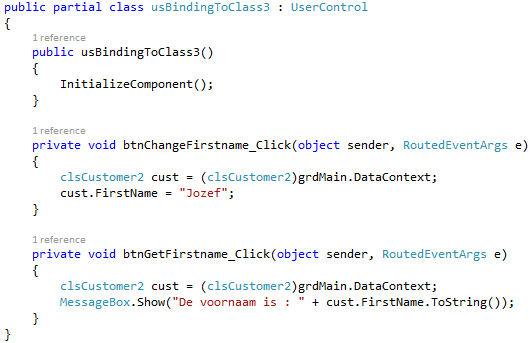 public partial class usBindingToClass3 : UserControl
{
1 reference
public usBindingToClass3()
{
InitializeComponent();
}
1 reference
private void btnChangeFirstname_Click(object sender, RoutedEventArgs e)
{
clsCustomer2 cust = (clsCustomer2)grdMain.DataContext;
cust.FirstName = "Jozef";
}
1 reference
private void btnGetFirstname_Click(object sender, RoutedEventArgs e)
{
clsCustomer2 cust = (clsCustomer2)grdMain.DataContext;
MessageBox.Show("De voornaam is : " + cust.FirstName.ToString());
}
}